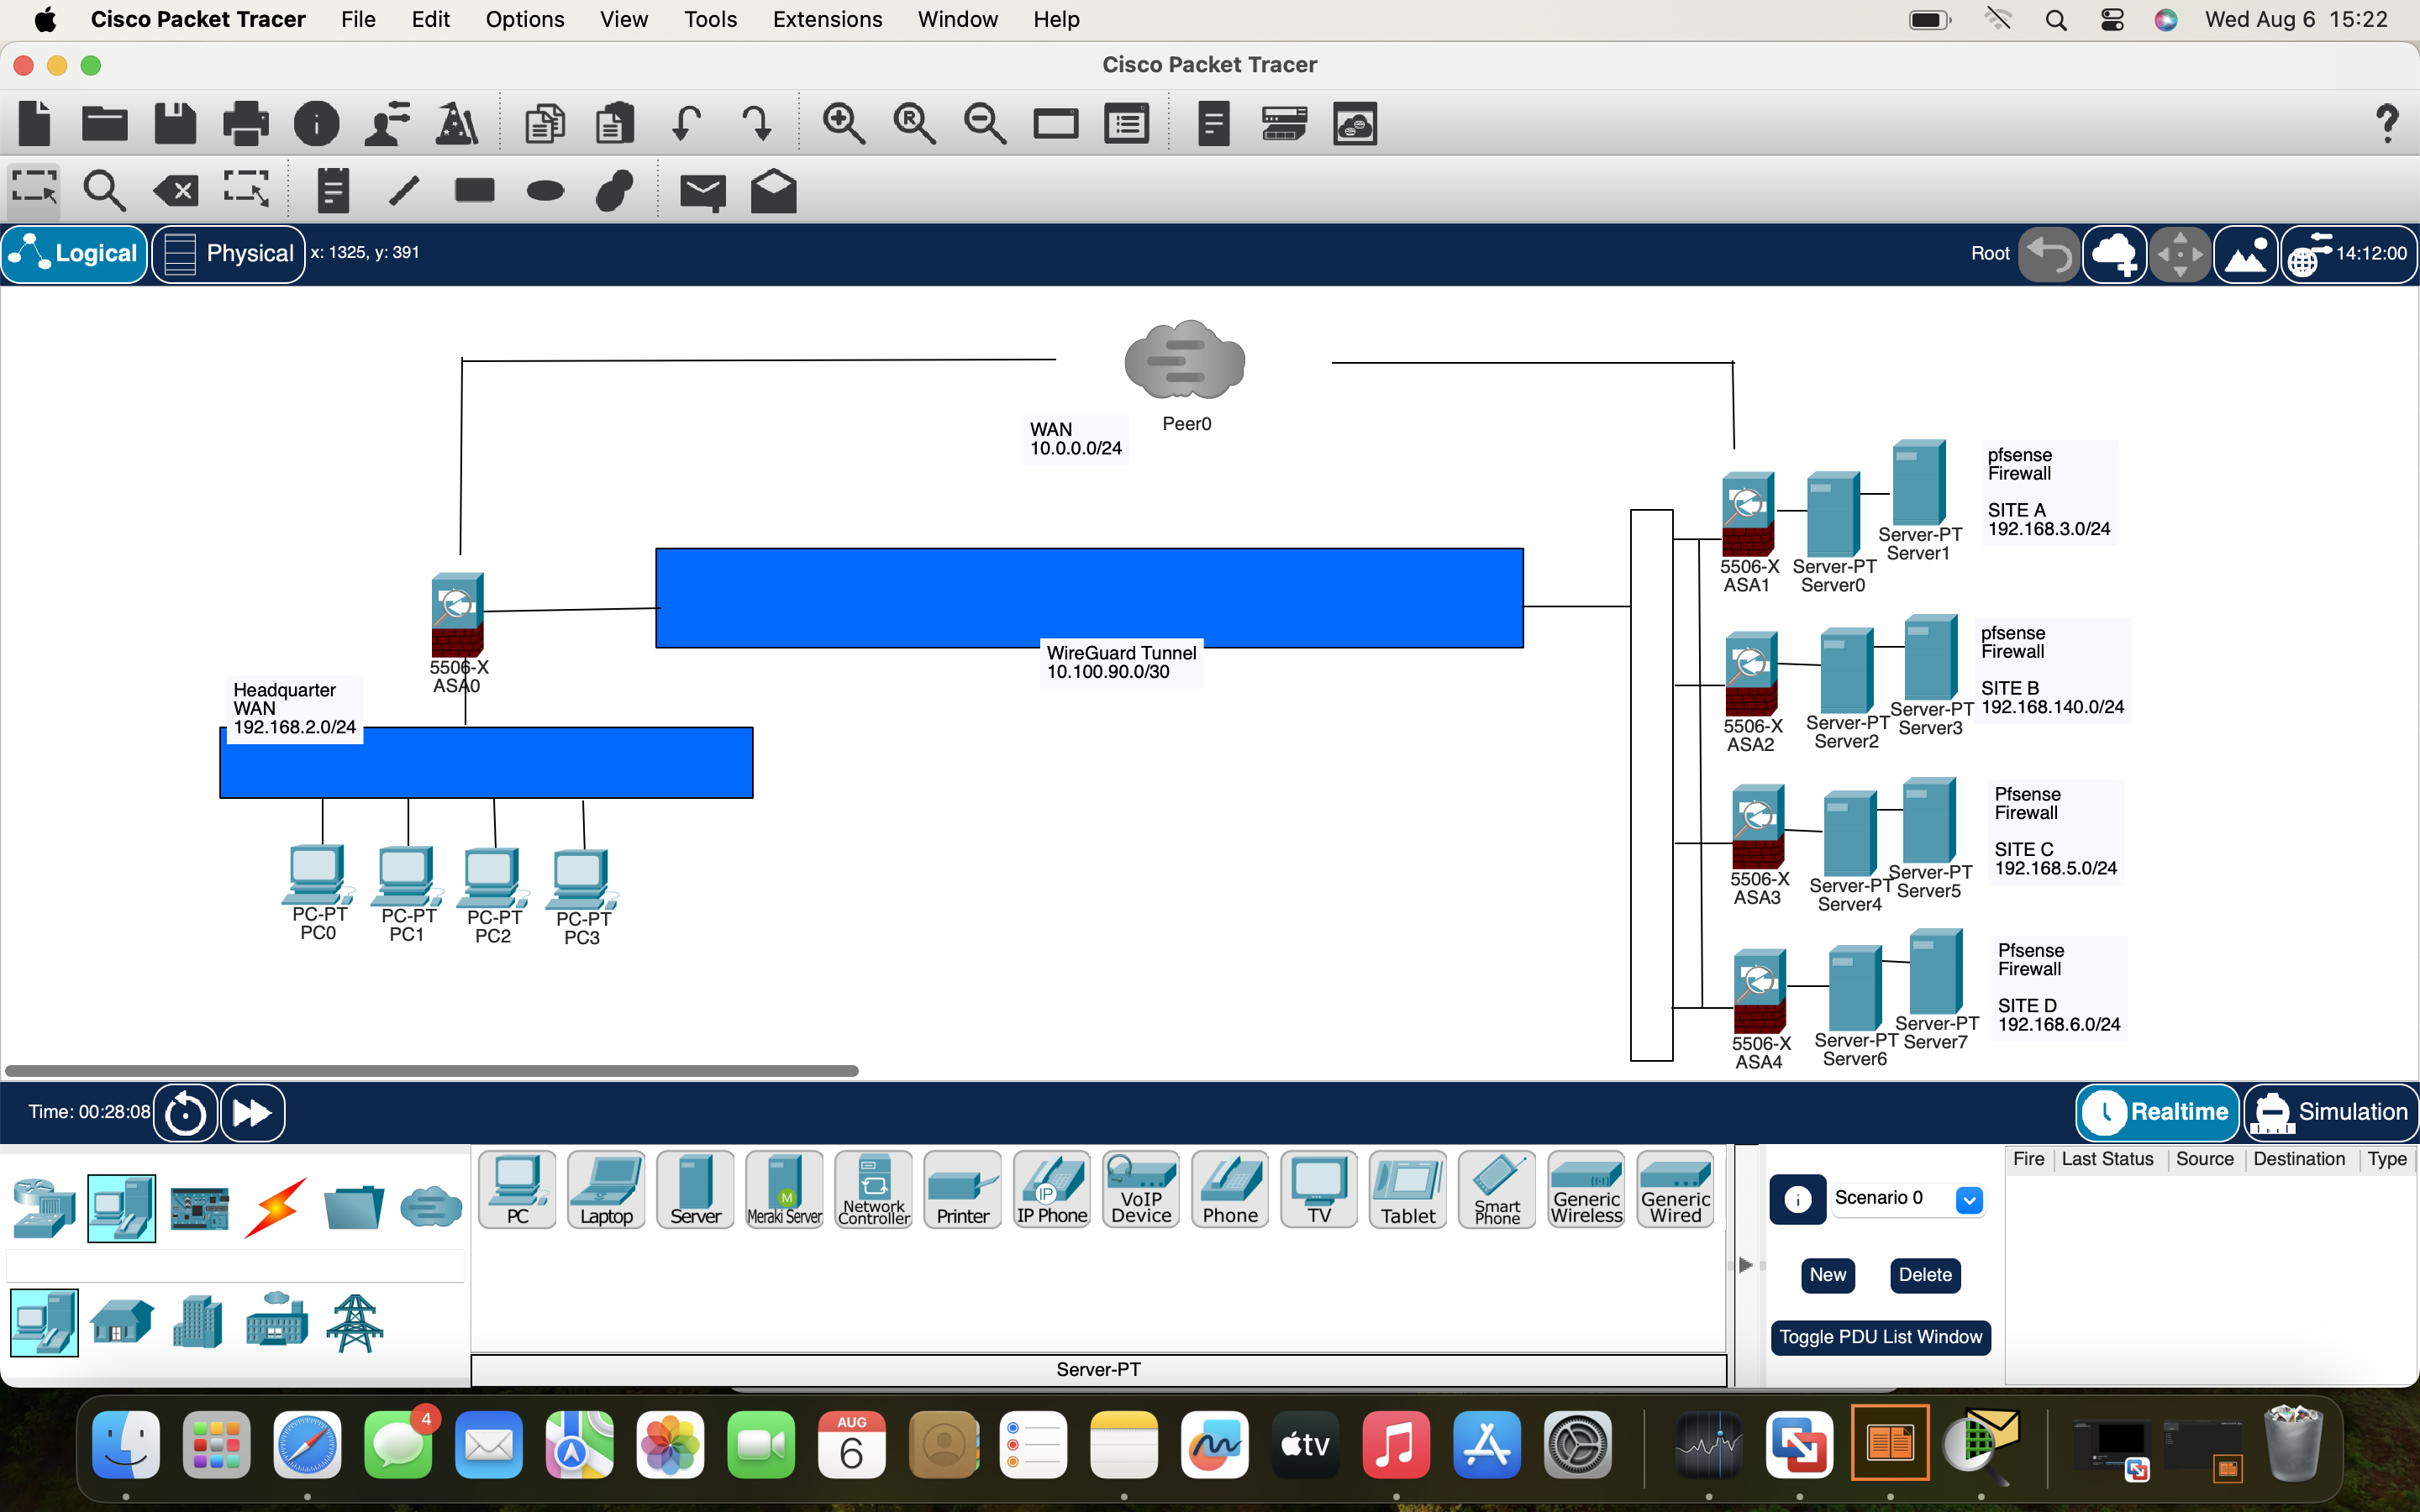 Cisco Packet Tracer File Edit Options View Tools Extensions Window Help Wed Aug 6 15:22
Cisco Packet Tracer
Logical Physical x: 1325, y: 391 Root 14:12:00
Peer0
WAN
10.0.0.0/24
pfsense
Firewall
SITE A
192.168.3.0/24
Server-PT
Server1
5506-X
ASA1
Server-PT
Server0
5506-X
ASA0
WireGuard Tunnel
10.100.90.0/30
Headquarter
WAN
192.168.2.0/24
pfsense
Firewall
SITE B
192.168.140.0/24
Server-PT
Server3
5506-X
ASA2
Server-PT
Server2
Pfsense
Firewall
SITE C
192.168.5.0/24
Server-PT
Server5
5506-X
ASA3
Server-PT
Server4
PC-PT
PC0
PC-PT
PC1
PC-PT
PC2
PC-PT
PC3
Pfsense
Firewall
SITE D
192.168.6.0/24
Server-PT
Server7
5506-X
ASA4
Server-PT
Server6
Time: 00:28:08 Realtime Simulation
PC
Laptop
Server
M
Meraki Server
Network
Controller
Printer
IP
IP Phone
VoIP
Device
Phone
TV
Tablet
Smart
Phone
Generic
Wireless
Generic
Wired
Server-PT
Scenario 0
New Delete
Toggle PDU List Window
Fire Last Status Source Destination Type
4
AUG
6
tv